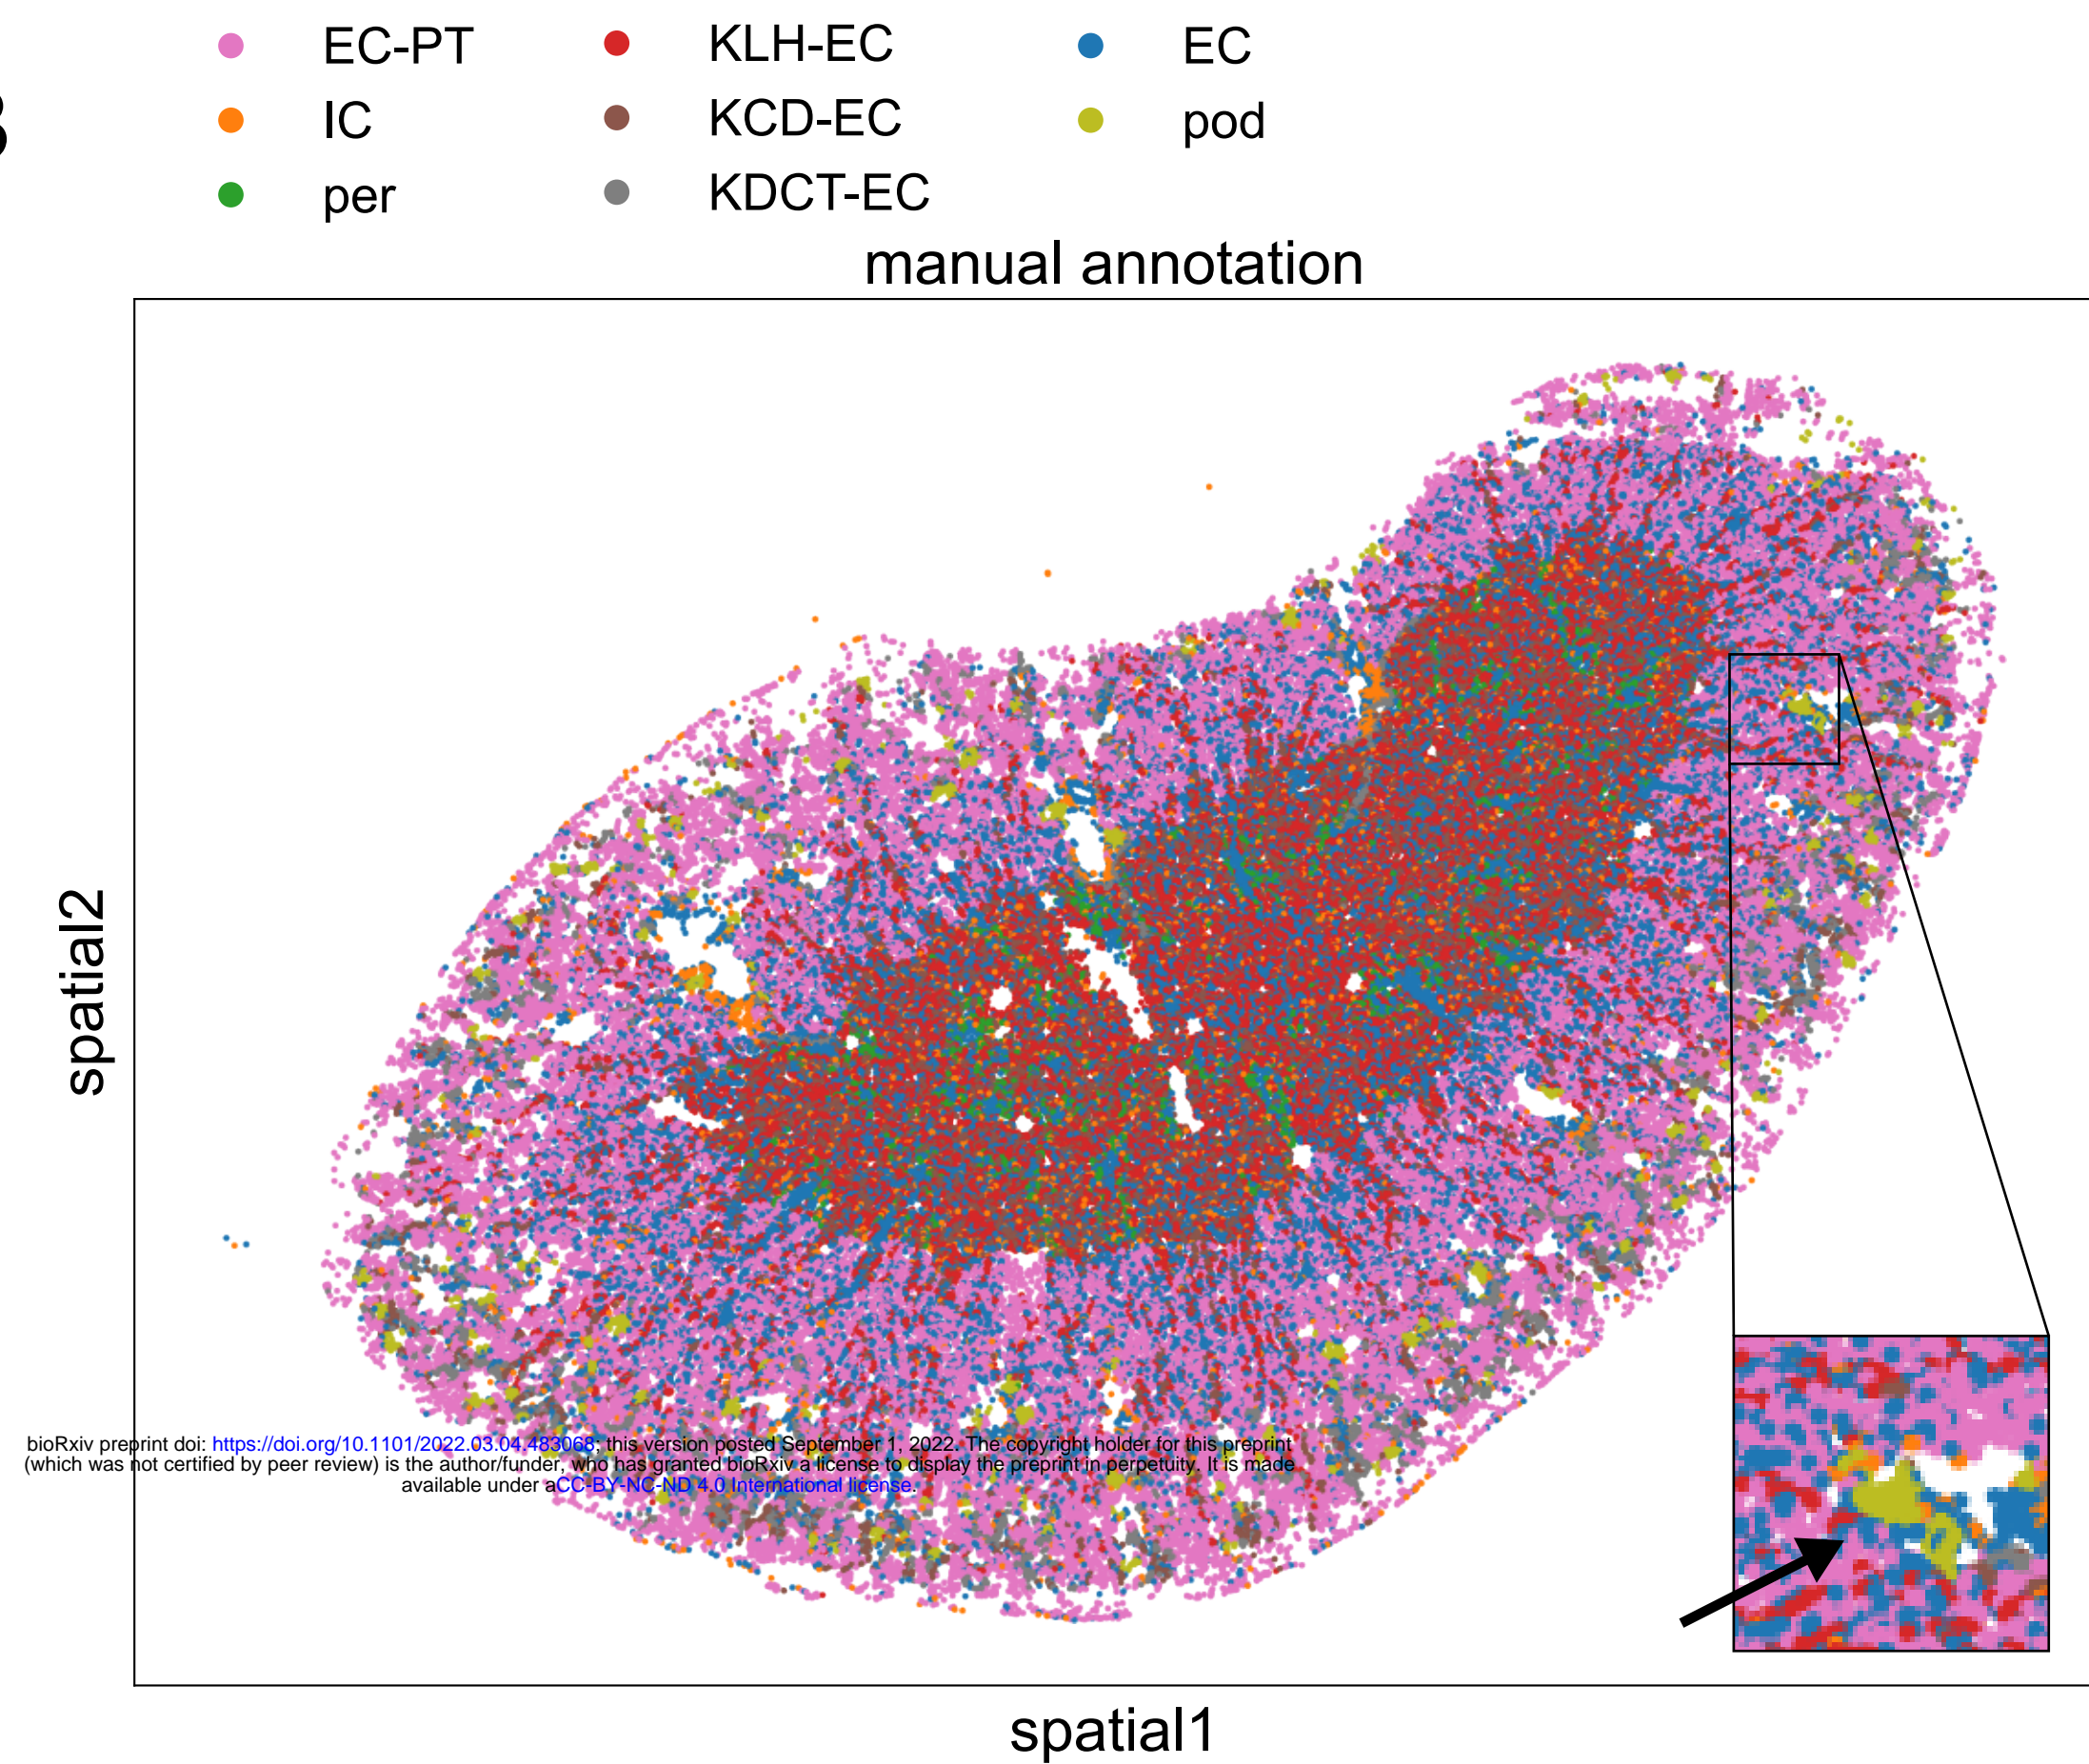 EC-PT KLH-EC EC
B IC KCD-EC pod
per KDCT-EC
manual annotation
spatial2
bioRxiv preprint doi: https://doi.org/10.1101/2022.03.04.483068; this version posted September 1, 2022. The copyright holder for this preprint
(which was not certified by peer review) is the author/funder, who has granted bioRxiv a license to display the preprint in perpetuity. It is made
available under aCC-BY-NC-ND 4.0 International license.
spatial1